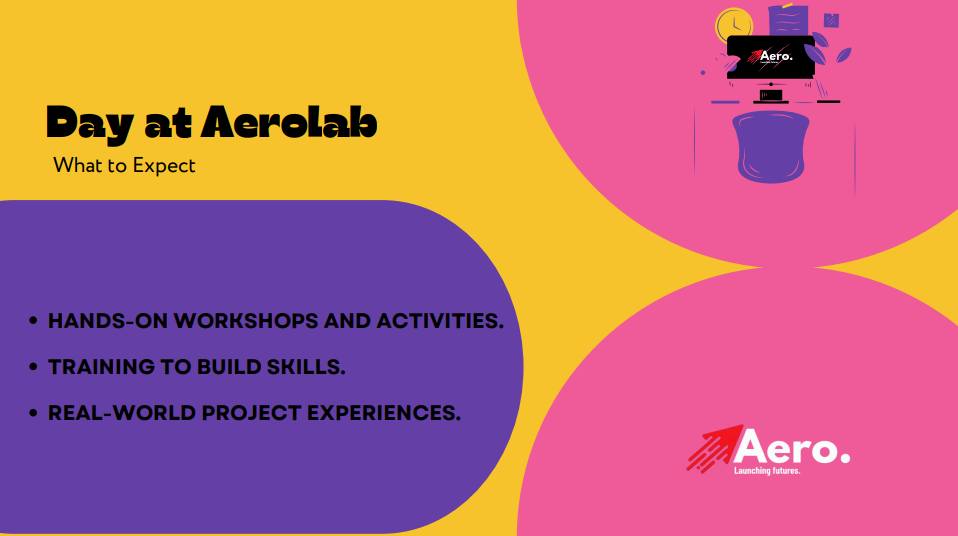 Day at Aerolab
What to Expect
• HANDS-ON WORKSHOPS AND ACTIVITIES.
• TRAINING TO BUILD SKILLS.
• REAL-WORLD PROJECT EXPERIENCES.
Aero.
Aero.
Launching futures.